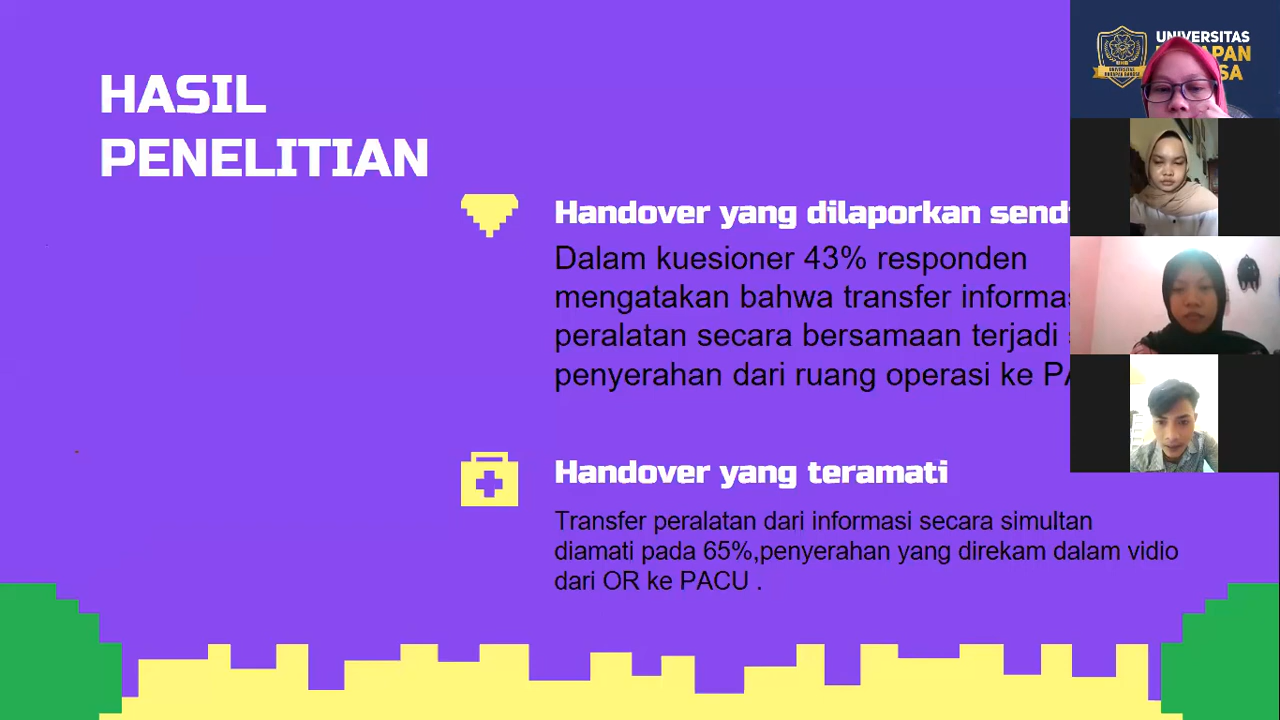 HASIL
PENELITIAN
Handover yang dilaporkan
Dalam kuesioner 43% responden
mengatakan bahwa transfer
peralatan secara bersamaan terjadi
penyerahan dari ruang operasi ke
Handover yang teramati
Transfer peralatan dari informasi secara simultan
diamati pada 65%,penyerahan yang direkam dalam vidio
dari OR ke PACU .
UNIVERSITAS